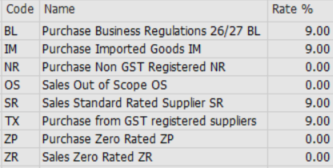 Code Name Rate %
BL Purchase Business Regulations 26/27 BL 9.00
IM Purchase Imported Goods IM 9.00
NR Purchase Non GST Registered NR 0.00
OS Sales Out of Scope OS 0.00
SR Sales Standard Rated Supplier SR 9.00
TX Purchase from GST registered suppliers 9.00
ZP Purchase Zero Rated ZP 0.00
ZR Sales Zero Rated ZR 0.00